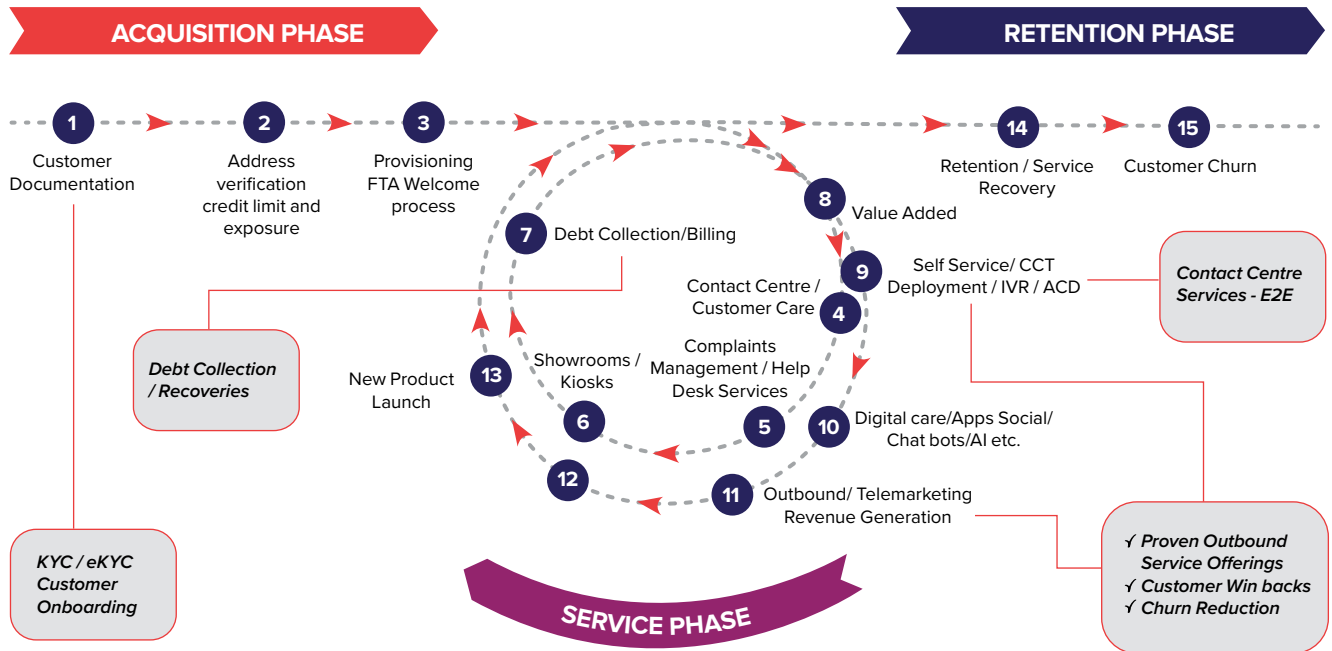 ACQUISITION PHASE
RETENTION PHASE
1
Customer
Documentation
2
Address
verification
credit limit and
exposure
3
Provisioning
FTA Welcome
process
14
Retention / Service
Recovery
15
Customer Churn
8
Value Added
7
Debt Collection/Billing
9
Self Service/ CCT
Deployment / IVR / ACD
Contact Centre
Services - E2E
Contact Centre /
Customer Care
4
Debt Collection
/ Recoveries
New Product
Launch
13
Showrooms /
Kiosks
6
Complaints
Management / Help
Desk Services
5
10
Digital care/Apps Social/
Chat bots/AI etc.
12
11
Outbound/ Telemarketing
Revenue Generation
KYC / eKYC
Customer
Onboarding
✓ Proven Outbound
Service Offerings
✓ Customer Win backs
✓ Churn Reduction
SERVICE PHASE